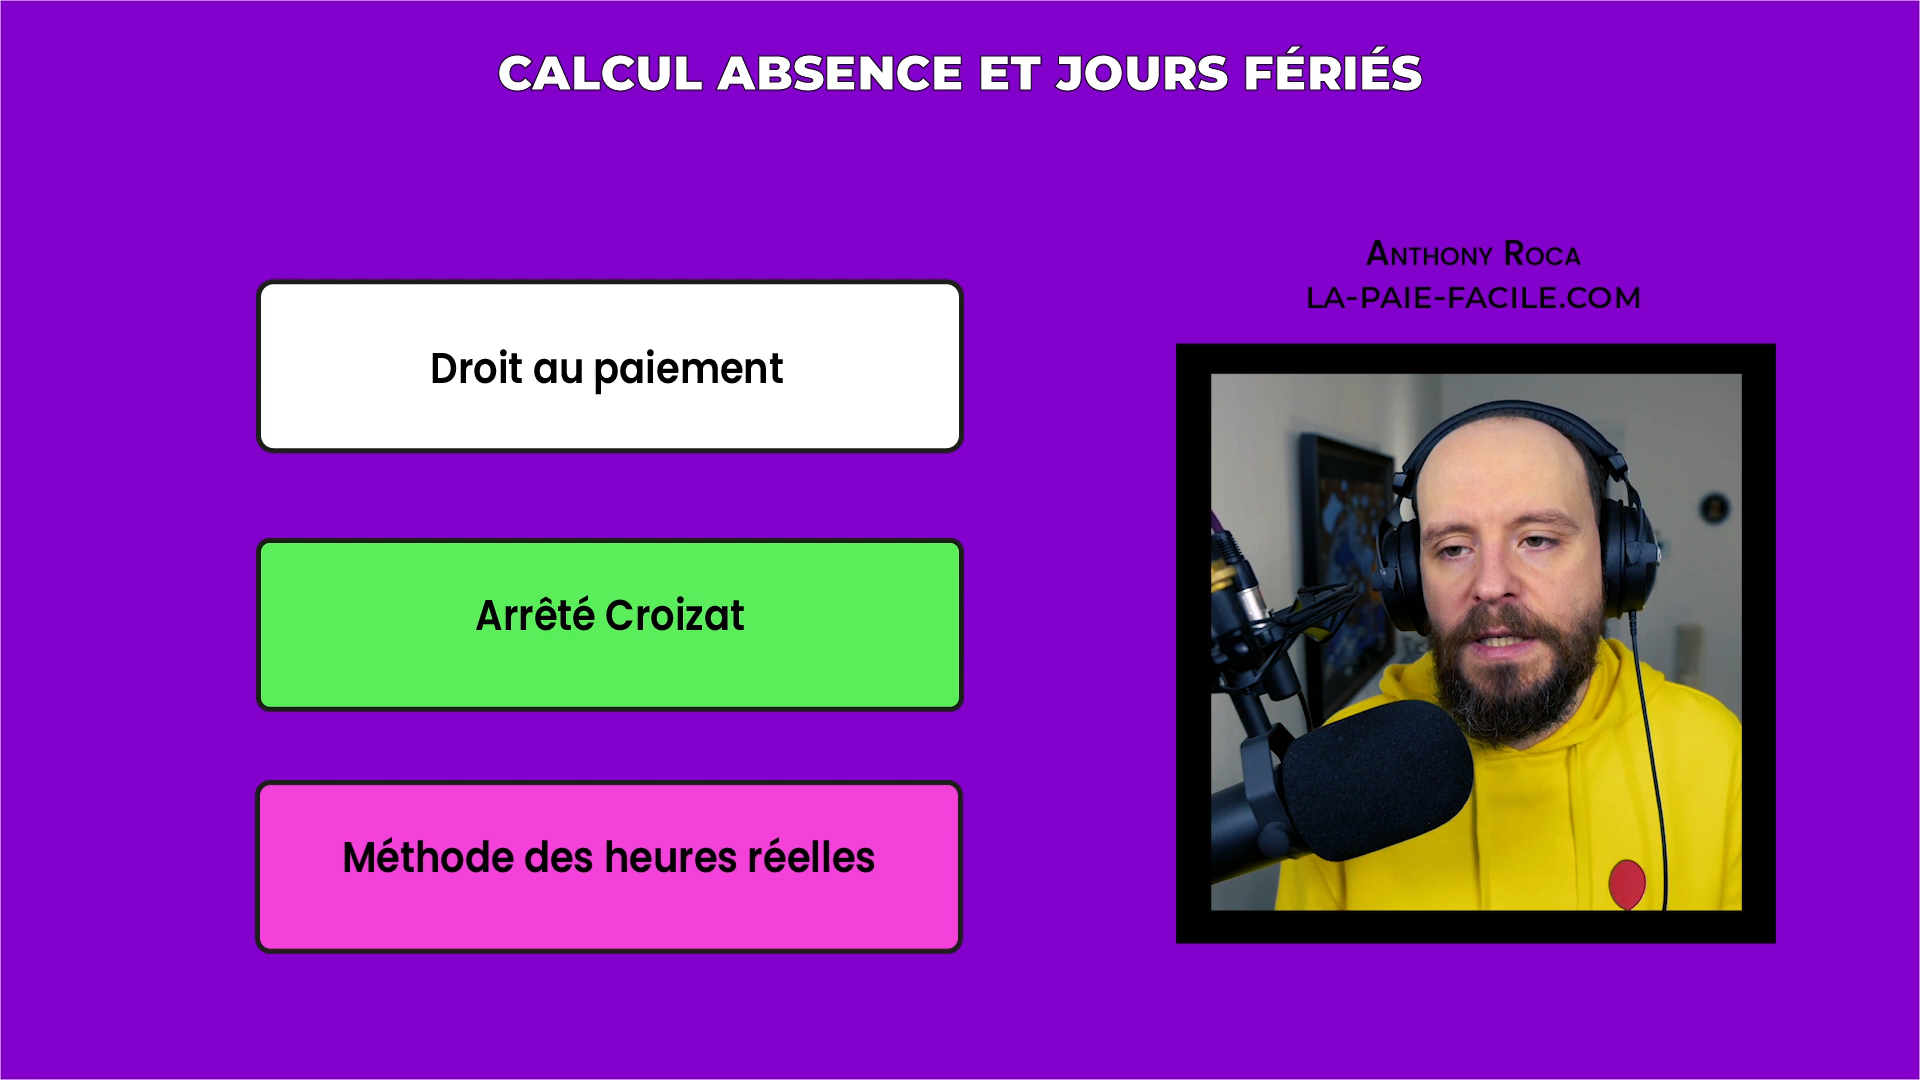 CALCUL ABSENCE ET JOURS FÉRIÉS
Anthony Roca
LA-PAIE-FACILE.COM
Droit au paiement
Arrêté Croizat
Méthode des heures réelles